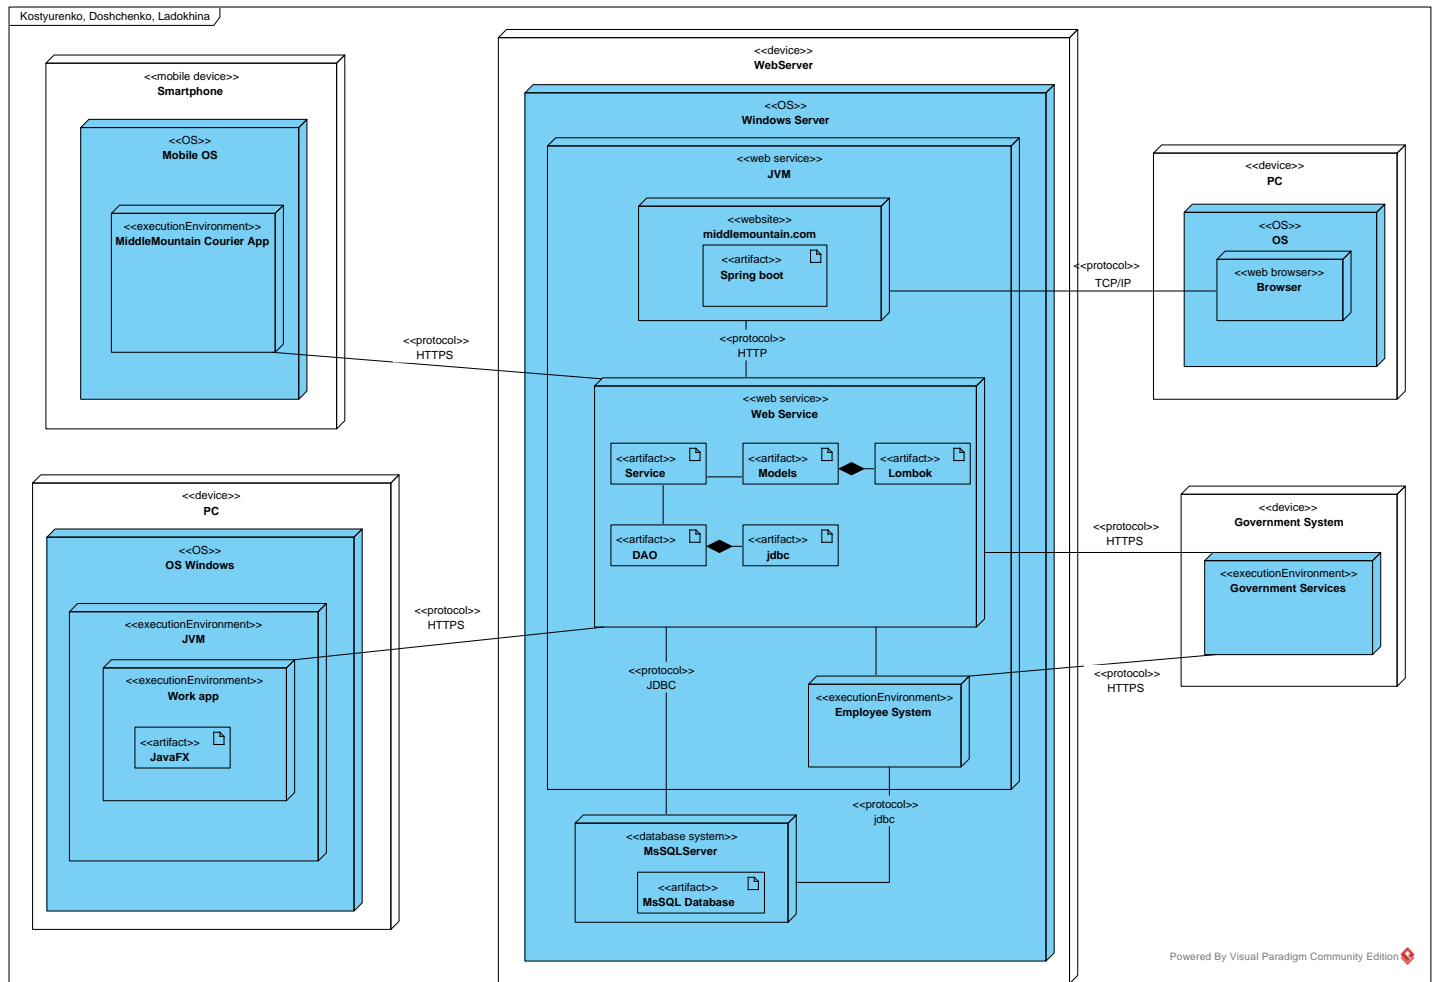 Kostyurenko, Doshchenko, Ladokhina
<<mobile device>>
Smartphone
<<OS>>
Mobile OS
<<executionEnvironment>>
MiddleMountain Courier App
<<protocol>>
HTTPS
<<device>>
PC
<<OS>>
OS Windows
<<executionEnvironment>>
JVM
<<executionEnvironment>>
Work app
<<artifact>>
JavaFX
<<protocol>>
HTTPS
<<device>>
WebServer
<<OS>>
Windows Server
<<web service>>
JVM
<<website>>
middlemountain.com
<<artifact>>
Spring boot
<<protocol>>
HTTP
<<web service>>
Web Service
<<artifact>>
Service
<<artifact>>
Models
<<artifact>>
Lombok
<<artifact>>
DAO
<<artifact>>
jdbc
<<protocol>>
JDBC
<<executionEnvironment>>
Employee System
<<protocol>>
jdbc
<<database system>>
MsSQLServer
<<artifact>>
MsSQL Database
<<protocol>>
TCP/IP
<<device>>
PC
<<OS>>
OS
<<web browser>>
Browser
<<protocol>>
HTTPS
<<device>>
Government System
<<executionEnvironment>>
Government Services
<<protocol>>
HTTPS
Powered By Visual Paradigm Community Edition